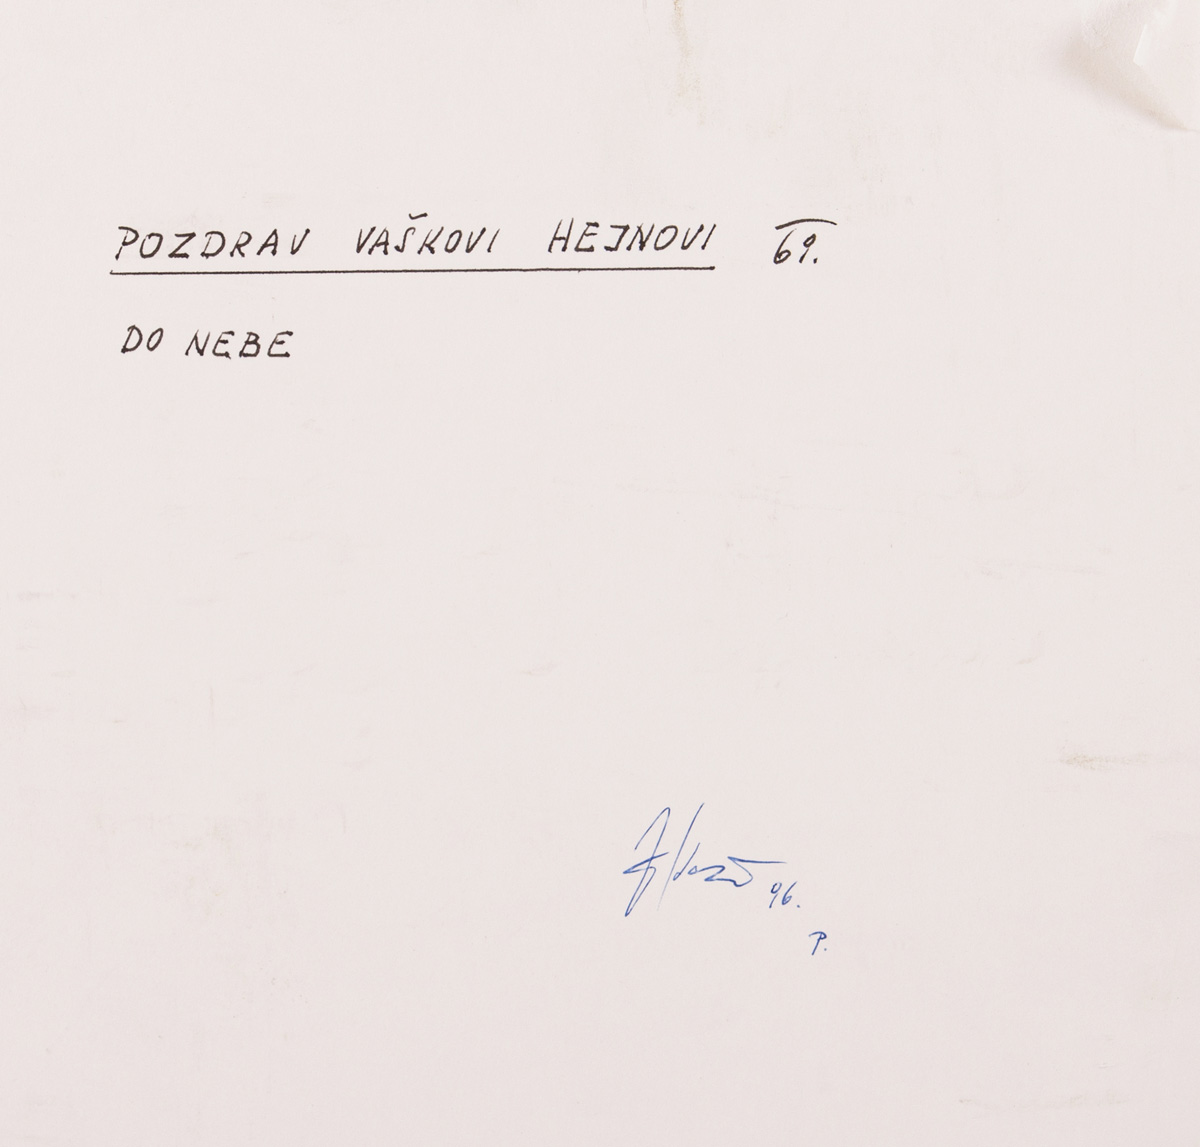 POZDRAV VAŠKOVI HEJNOVI 69.
DO NEBE
96.
P.